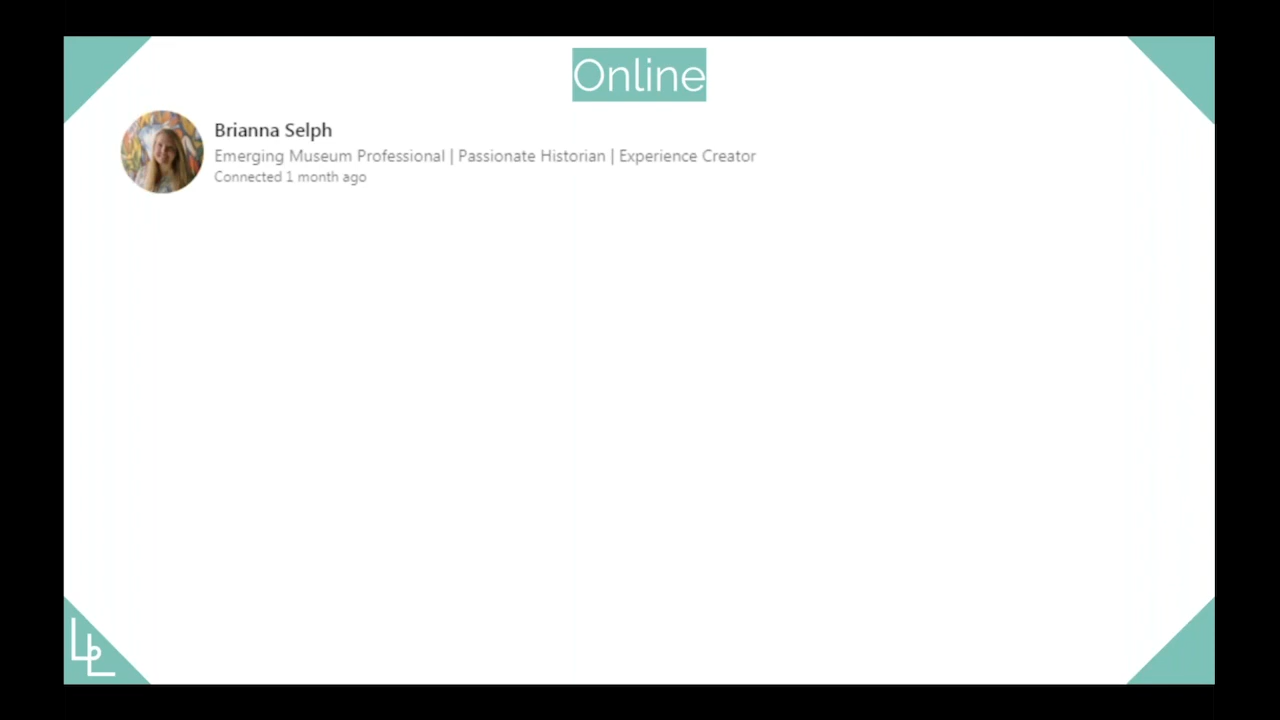 Online
Brianna Selph
Emerging Museum Professional | Passionate Historian | Experience Creator
Connected 1 month ago